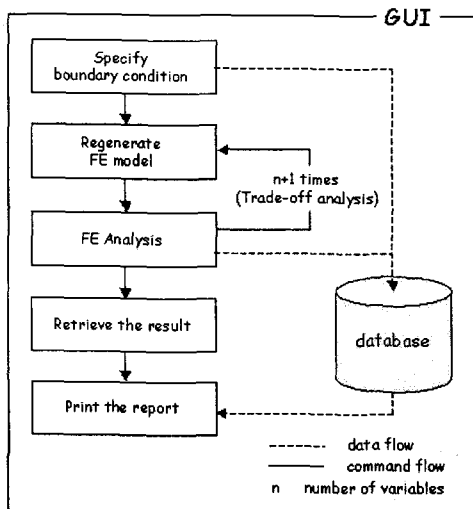 GUI
Specify
boundary condition
Regenerate
FE model
n+1 times
(Trade-off analysis)
FE Analysis
Retrieve the result
database
Print the report
data flow
command flow
n number of variables